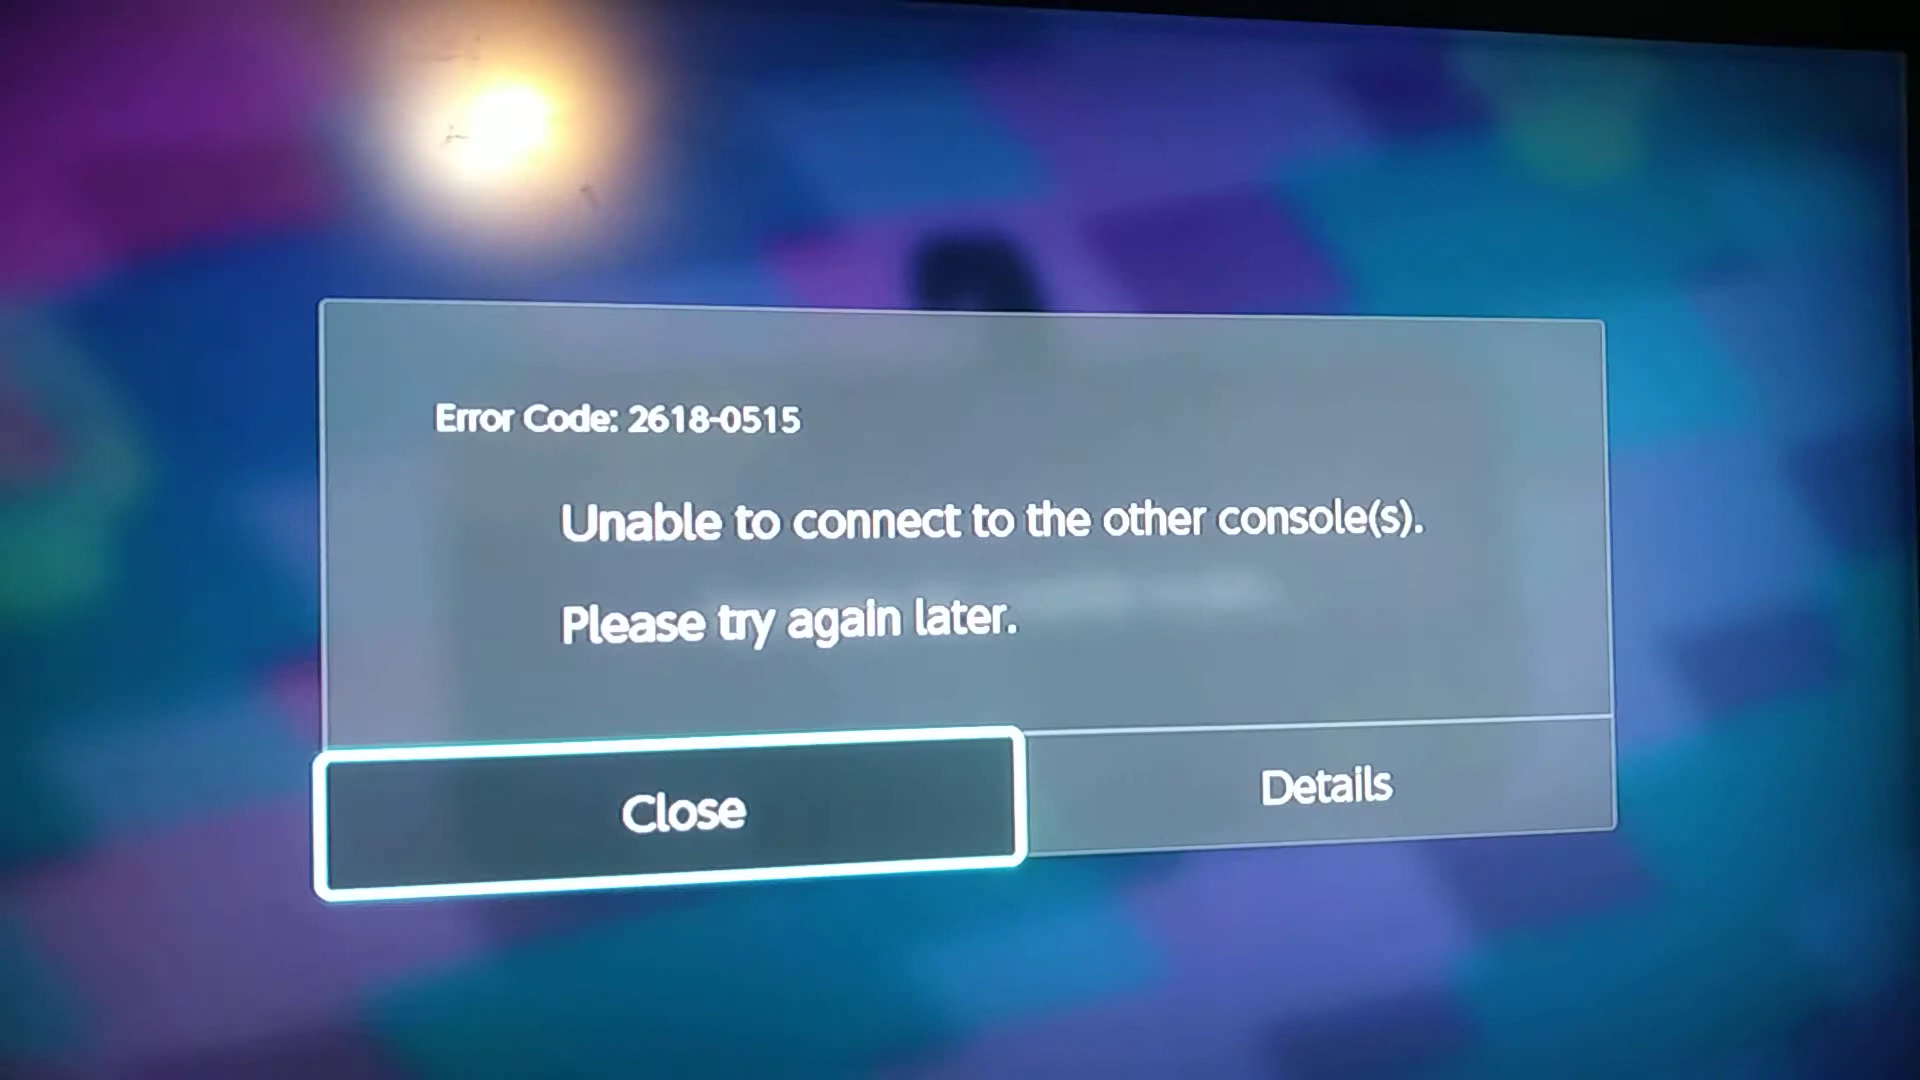 Error Code: 2618-0515
Unable to connect to the other console(s).
Please try again later.
Close
Details